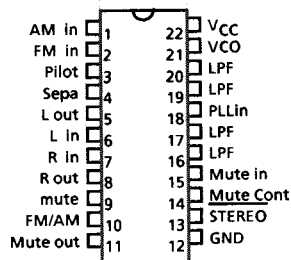 AM in 1 22 VCC
FM in 2 21 VCO
Pilot 3 20 LPF
Sepa 4 19 LPF
L out 5 18 PLLin
L in 6 17 LPF
R in 7 16 LPF
R out 8 15 Mute in
mute 9 14 Mute Cont
FM/AM 10 13 STEREO
Mute out 11 12 GND